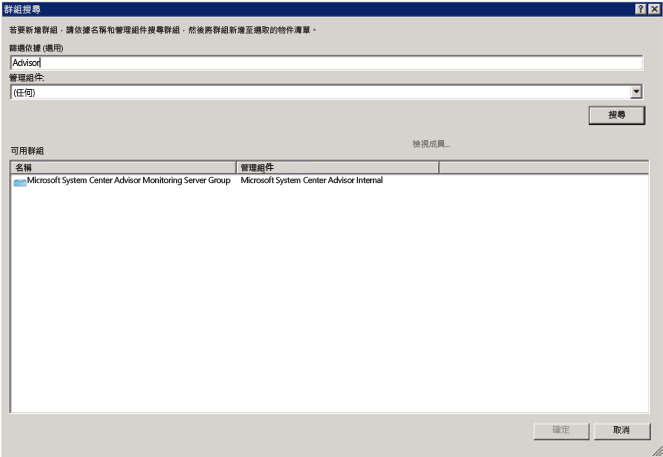 群組搜尋
若要新增群組，請依據名稱和管理組件搜尋群組，然後將群組新增至選取的物件清單。
篩選依據 (選用)
Advisor
管理組件:
(任何)
搜尋
檢視成員...
可用群組
名稱 管理組件
Microsoft System Center Advisor Monitoring Server Group Microsoft System Center Advisor Internal
確定 取消